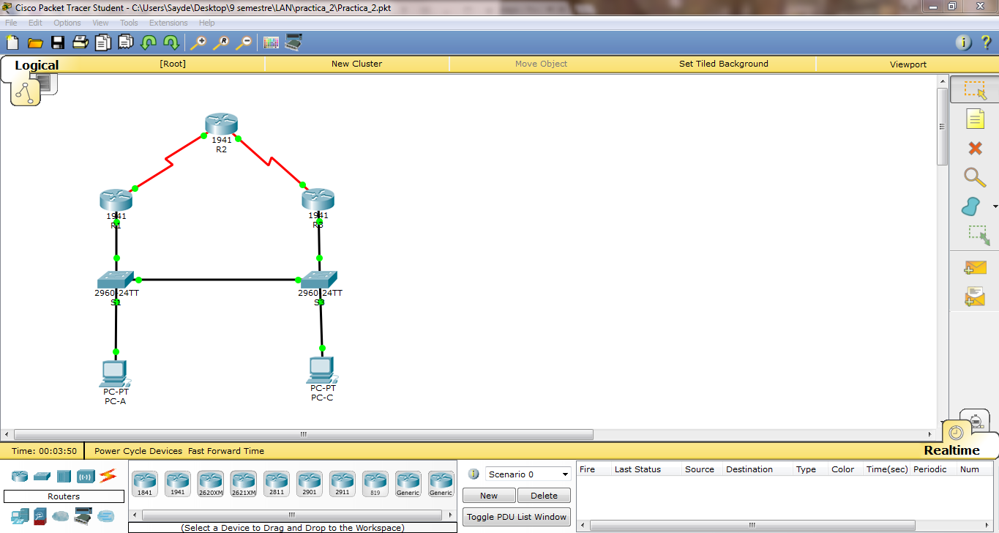 Cisco Packet Tracer Student - C:\Users\Sayde\Desktop\9 semestre\LAN\practica_2\Practica_2.pkt
File Edit Options View Tools Extensions Help
Logical [Root] New Cluster Move Object Set Tiled Background Viewport
1941
R2
1941
R1
1941
R3
2960-24TT
S1
2960-24TT
S3
PC-PT
PC-A
PC-PT
PC-C
Time: 00:03:50 Power Cycle Devices Fast Forward Time Realtime
Routers
1841 1941 2620XM 2621XM 2811 2901 2911 819 Generic Generic
(Select a Device to Drag and Drop to the Workspace)
Scenario 0
New Delete
Toggle PDU List Window
Fire Last Status Source Destination Type Color Time(sec) Periodic Num